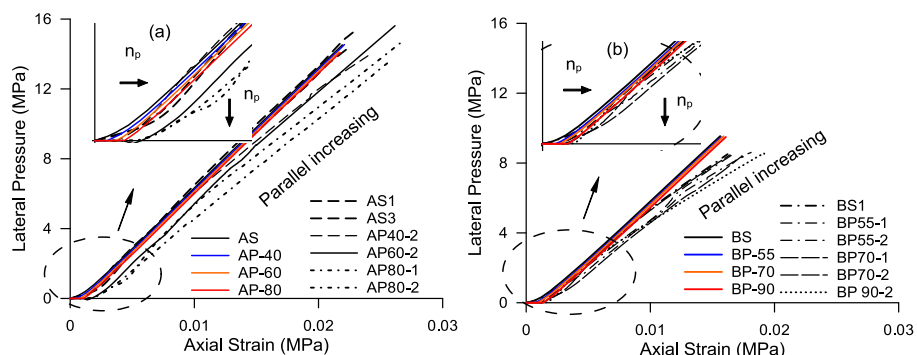 (a)
n_p
n_p
16
12
8
4
0
Lateral Pressure (MPa)
Parallel increasing
AS
AP-40
AP-60
AP-80
AS1
AS3
AP40-2
AP60-2
AP80-1
AP80-2
0
0.01
0.02
0.03
Axial Strain (MPa)
(b)
n_p
n_p
16
12
8
4
0
Lateral Pressure (MPa)
Parallel increasing
BS
BP-55
BP-70
BP-90
BS1
BP55-1
BP55-2
BP70-1
BP70-2
BP 90-2
0
0.01
0.02
0.03
Axial Strain (MPa)